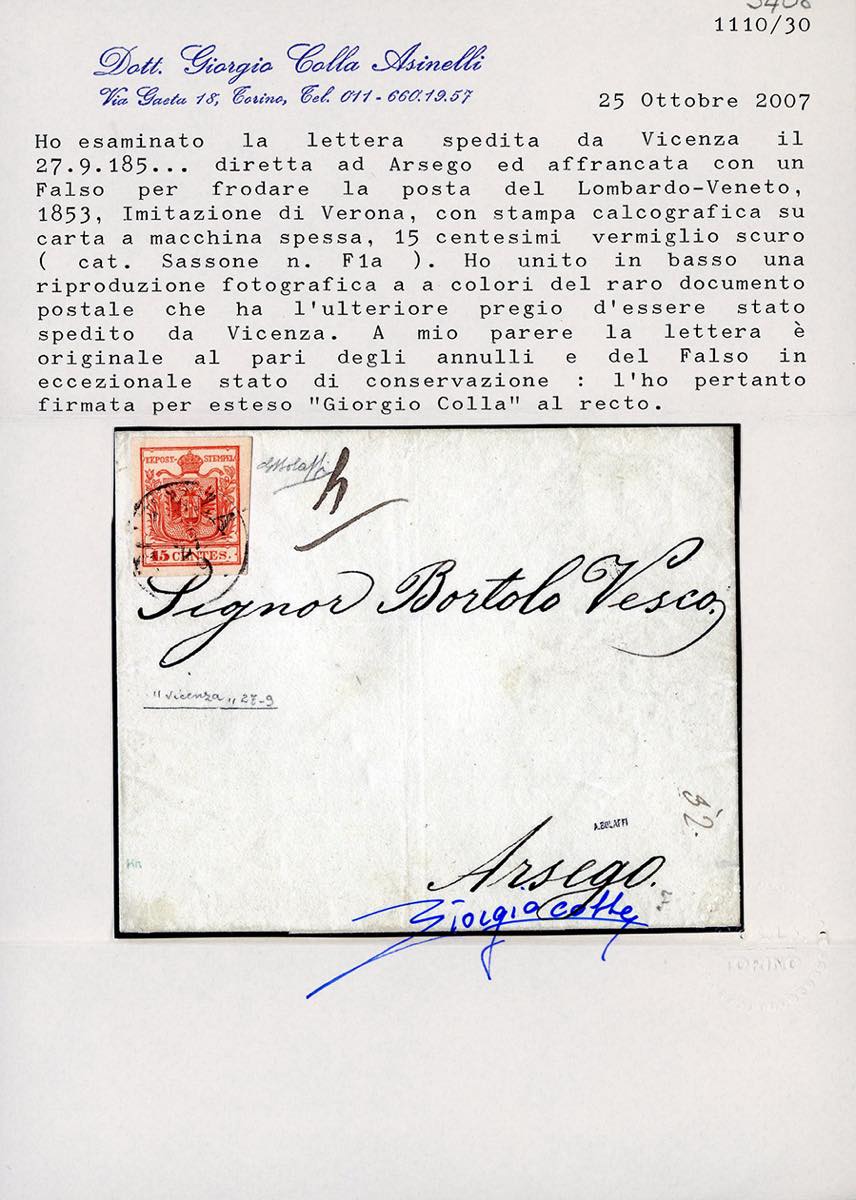 1110/30
Dott. Giorgio Colla Asinelli
Via Gaeta 18, Torino, Tel. 011-660.19.57
25 Ottobre 2007
Ho esaminato la lettera spedita da Vicenza il
27.9.185... diretta ad Arsego ed affrancata con un
Falso per frodare la posta del Lombardo-Veneto,
1853, Imitazione di Verona, con stampa calcografica su
carta a macchina spessa, 15 centesimi vermiglio scuro
( cat. Sassone n. F1a ). Ho unito in basso una
riproduzione fotografica a a colori del raro documento
postale che ha l'ulteriore pregio d'essere stato
spedito da Vicenza. A mio parere la lettera è
originale al pari degli annulli e del Falso in
eccezionale stato di conservazione : l'ho pertanto
firmata per esteso "Giorgio Colla" al recto.
KKPOST-STEMPEL
15 CENTES.
Signor Bortolo Vesco.
"Vicenza" 27-9
A.BOLAFFI
Arsego.
Giorgio Colla
TORINO